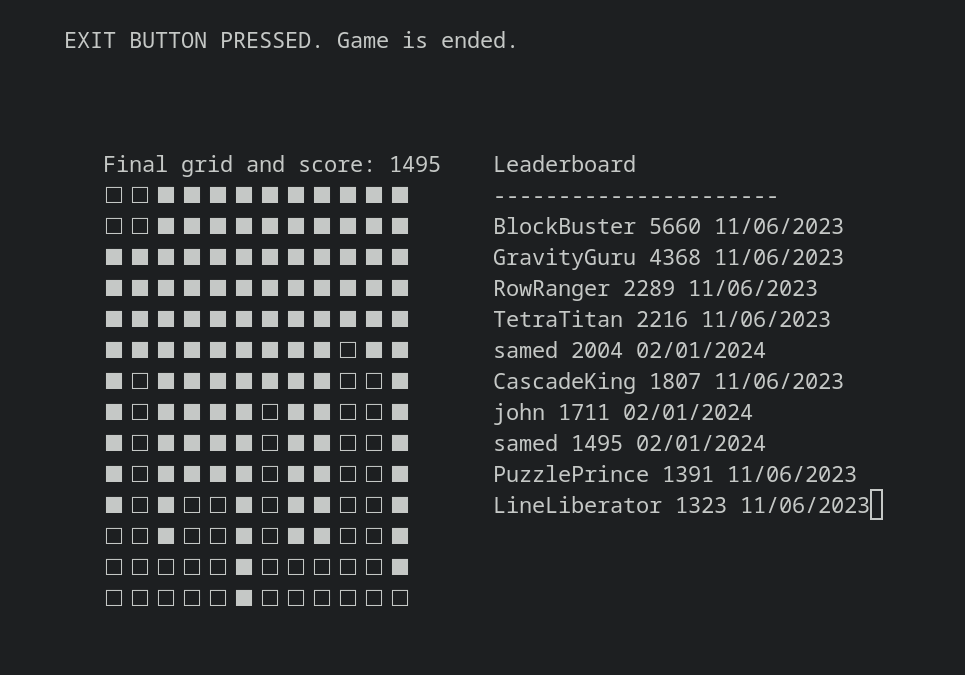 EXIT BUTTON PRESSED. Game is ended.
Final grid and score: 1495
Leaderboard
----------------------
BlockBuster 5660 11/06/2023
GravityGuru 4368 11/06/2023
RowRanger 2289 11/06/2023
TetraTitan 2216 11/06/2023
samed 2004 02/01/2024
CascadeKing 1807 11/06/2023
john 1711 02/01/2024
samed 1495 02/01/2024
PuzzlePrince 1391 11/06/2023
LineLiberator 1323 11/06/2023